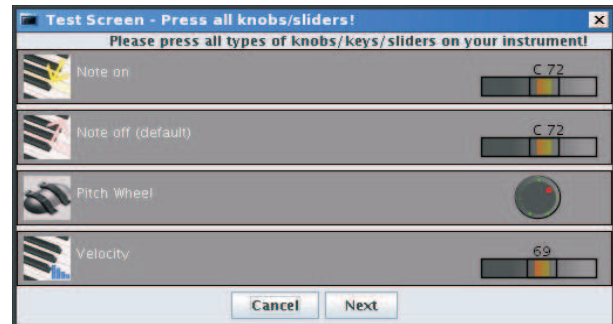 Test Screen - Press all knobs/sliders!
Please press all types of knobs/keys/sliders on your instrument!
Note on
C 72
Note off (default)
C 72
Pitch Wheel
Velocity
69
Cancel Next